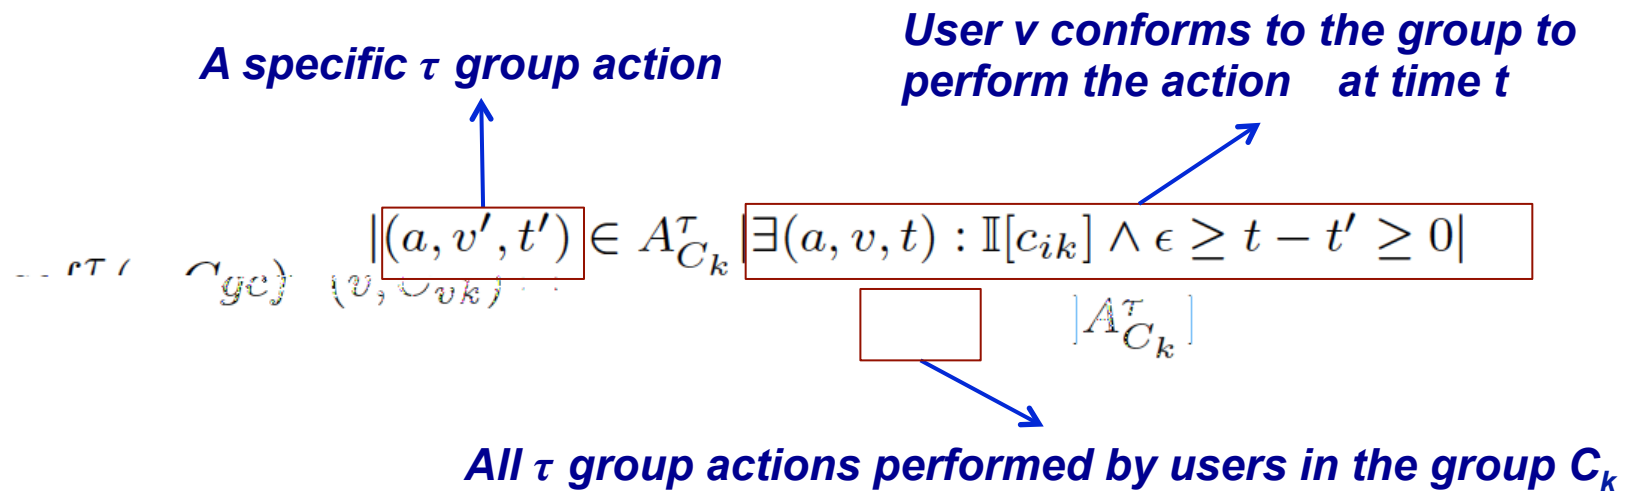 User v conforms to the group to
A specific τ group action
perform the action at time t
|(a, v′, t′) ∈ A^τ_{C_k} |∃(a, v, t) : 𝕀[c_{ik}] ∧ ϵ ≥ t − t′ ≥ 0|
|A^τ_{C_k}|
All τ group actions performed by users in the group C_k